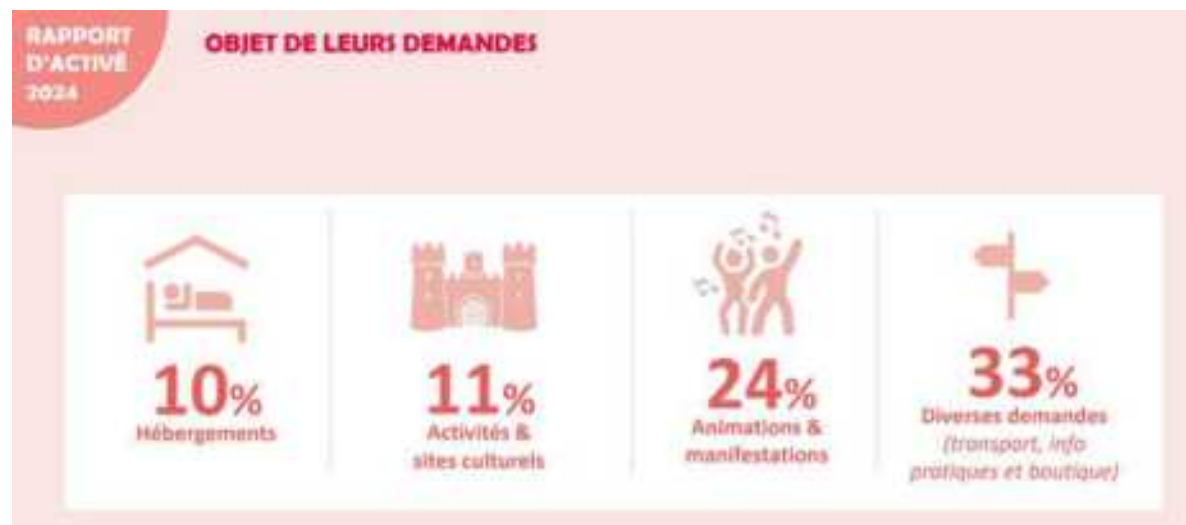 RAPPORT
D'ACTIVÉ
2024
OBJET DE LEURS DEMANDES
10%
Hébergements
11%
Activités &
sites culturels
24%
Animations &
manifestations
33%
Diverses demandes
(transport, info
pratiques et boutique)